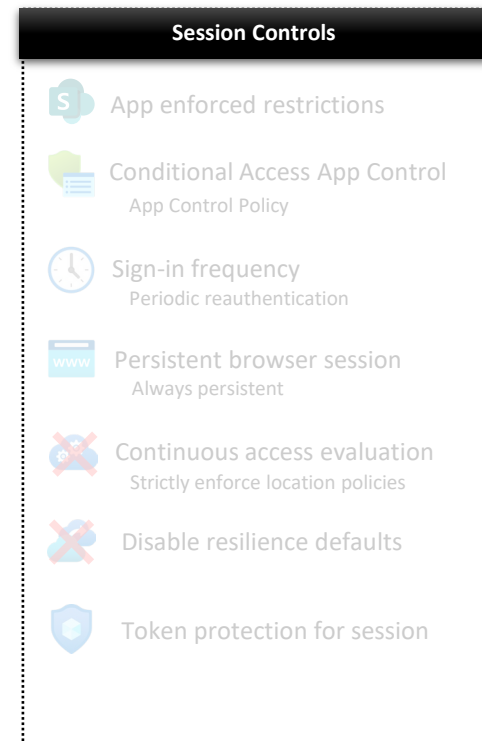 Session Controls
S
App enforced restrictions
Conditional Access App Control
App Control Policy
Sign-in frequency
Periodic reauthentication
www
Persistent browser session
Always persistent
Continuous access evaluation
Strictly enforce location policies
Disable resilience defaults
Token protection for session